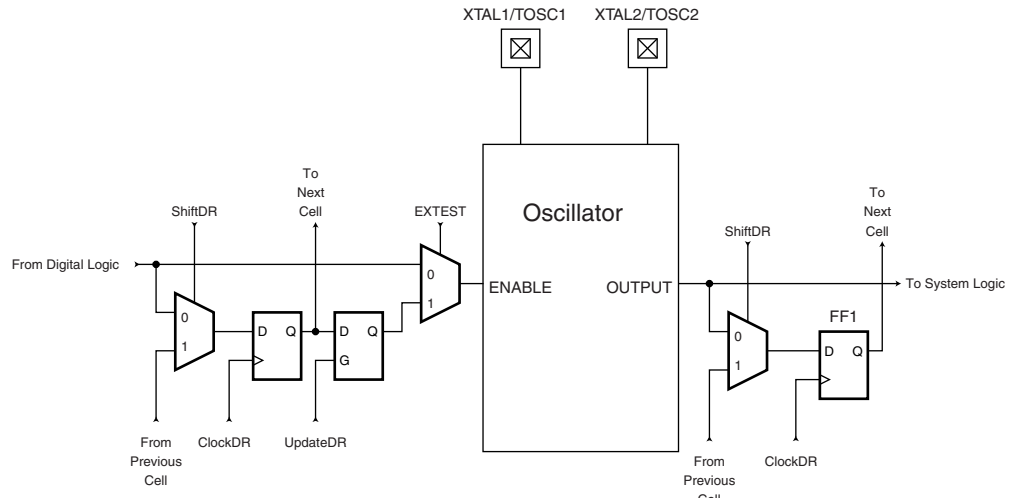 XTAL1/TOSC1
XTAL2/TOSC2
To
Next
Cell
ShiftDR
EXTEST
Oscillator
From Digital Logic
0
1
D Q
D Q
G
0
1
ENABLE
OUTPUT
From
Previous
Cell
ClockDR
UpdateDR
To
Next
Cell
ShiftDR
To System Logic
FF1
0
1
D Q
From
Previous
Cell
ClockDR